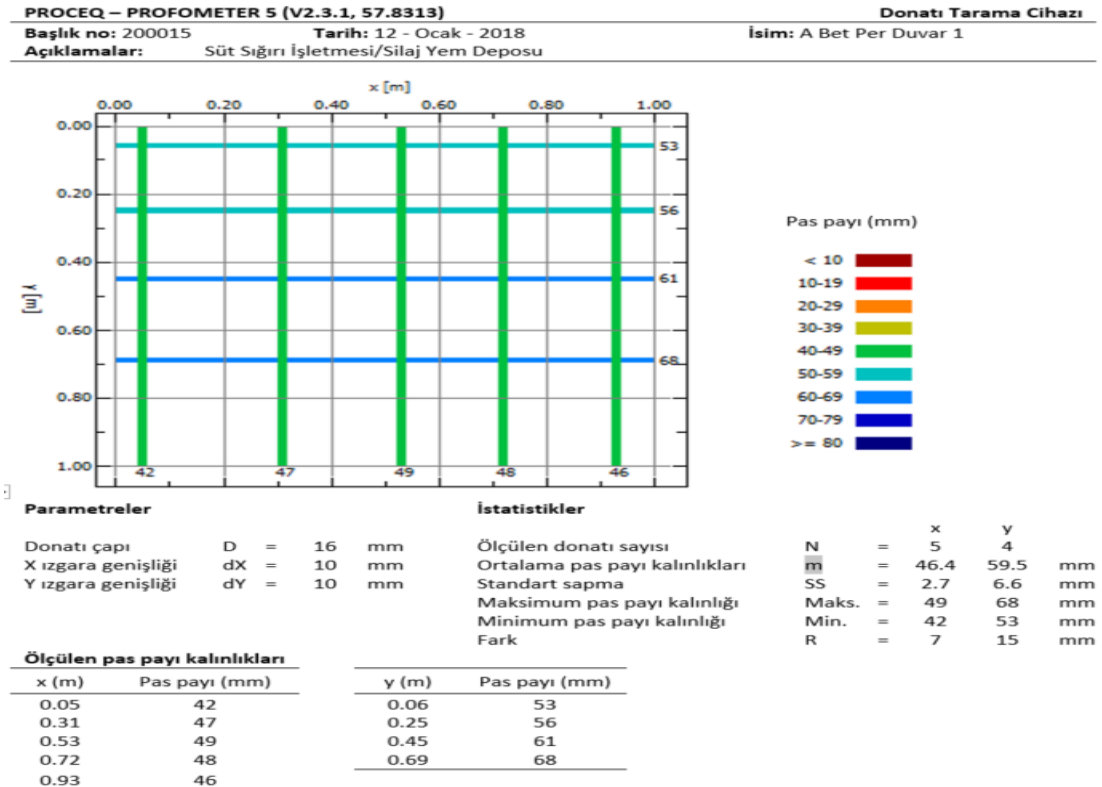 PROCEQ – PROFOMETER 5 (V2.3.1, 57.8313) Donatı Tarama Cihazı
Başlık no: 200015 Tarih: 12 - Ocak - 2018 İsim: A Bet Per Duvar 1
Açıklamalar: Süt Sığırı İşletmesi/Silaj Yem Deposu
x [m]
0.00 0.20 0.40 0.60 0.80 1.00
0.00
53
0.20
56
0.40
61
0.60
68
0.80
1.00
y [m]
42 47 49 48 46
Pas payı (mm)
< 10
10-19
20-29
30-39
40-49
50-59
60-69
70-79
>= 80
Parametreler
Donatı çapı D = 16 mm
X ızgara genişliği dX = 10 mm
Y ızgara genişliği dY = 10 mm
İstatistikler
x y
Ölçülen donatı sayısı N = 5 4
Ortalama pas payı kalınlıkları m = 46.4 59.5 mm
Standart sapma SS = 2.7 6.6 mm
Maksimum pas payı kalınlığı Maks. = 49 68 mm
Minimum pas payı kalınlığı Min. = 42 53 mm
Fark R = 7 15 mm
Ölçülen pas payı kalınlıkları
x (m) Pas payı (mm)
0.05 42
0.31 47
0.53 49
0.72 48
0.93 46
y (m) Pas payı (mm)
0.06 53
0.25 56
0.45 61
0.69 68